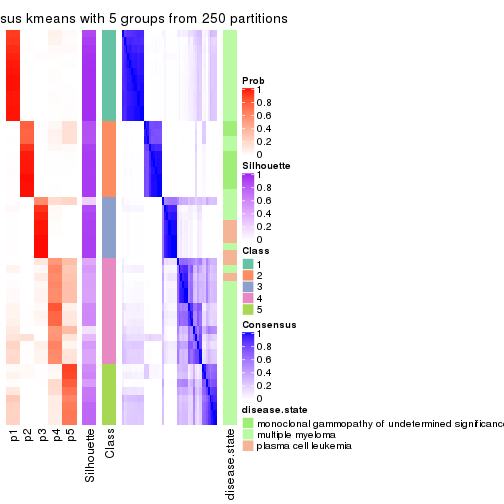 sus kmeans with 5 groups from 250 partitions
Prob
1
0.8
0.6
0.4
0.2
0
Silhouette
1
0.8
0.6
0.4
0.2
0
Class
1
2
3
4
5
Consensus
1
0.8
0.6
0.4
0.2
0
disease.state
monoclonal gammopathy of undetermined significance
multiple myeloma
plasma cell leukemia
p1
p2
p3
p4
p5
Silhouette
Class
disease.state